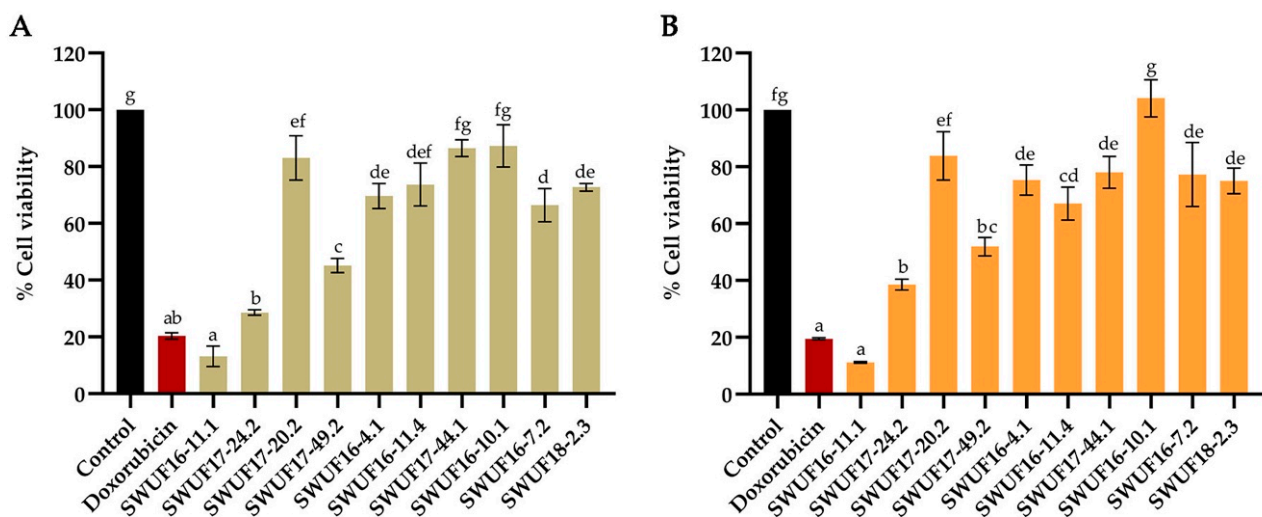 A
% Cell viability
120
100
80
60
40
20
0
g
ab
a
b
ef
c
de
def
fg
fg
d
de
Control
Doxorubicin
SWUF16-11.1
SWUF17-24.2
SWUF17-20.2
SWUF17-49.2
SWUF16-4.1
SWUF16-11.4
SWUF17-44.1
SWUF16-10.1
SWUF16-7.2
SWUF18-2.3
B
% Cell viability
120
100
80
60
40
20
0
fg
a
a
b
ef
bc
de
cd
de
g
de
de
Control
Doxorubicin
SWUF16-11.1
SWUF17-24.2
SWUF17-20.2
SWUF17-49.2
SWUF16-4.1
SWUF16-11.4
SWUF17-44.1
SWUF16-10.1
SWUF16-7.2
SWUF18-2.3